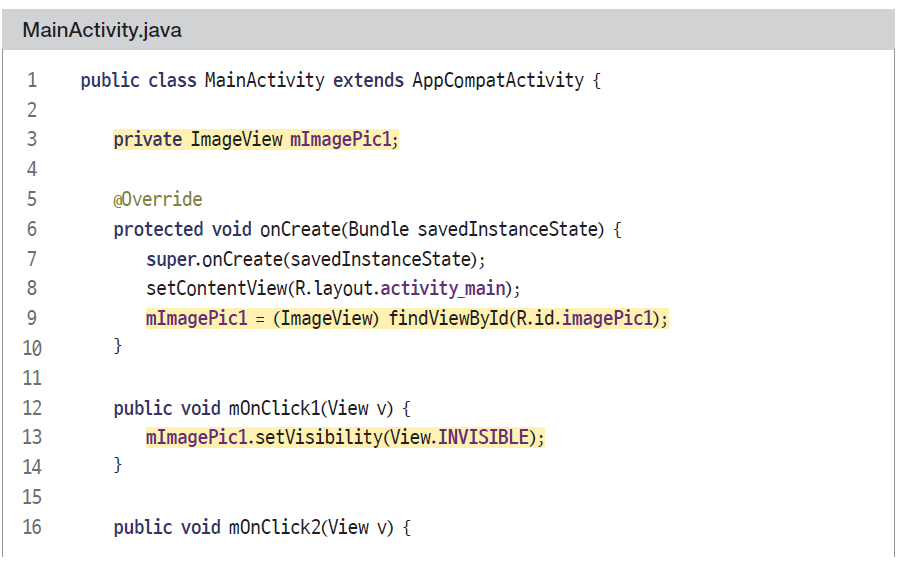 MainActivity.java
1 public class MainActivity extends AppCompatActivity {
2
3 private ImageView mImagePic1;
4
5 @Override
6 protected void onCreate(Bundle savedInstanceState) {
7 super.onCreate(savedInstanceState);
8 setContentView(R.layout.activity_main);
9 mImagePic1 = (ImageView) findViewById(R.id.imagePic1);
10 }
11
12 public void mOnClick1(View v) {
13 mImagePic1.setVisibility(View.INVISIBLE);
14 }
15
16 public void mOnClick2(View v) {